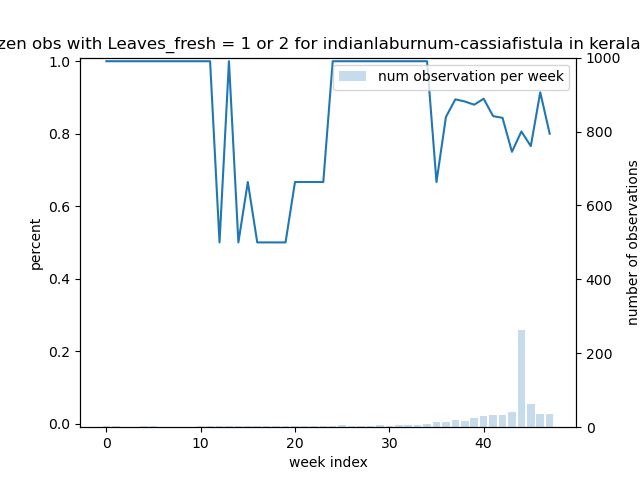 zen obs with Leaves_fresh = 1 or 2 for indianlaburnum-cassiafistula in kerala
num observation per week
percent
1.0
0.8
0.6
0.4
0.2
0.0
1000
800
600
400
200
0
number of observations
0 10 20 30 40
week index